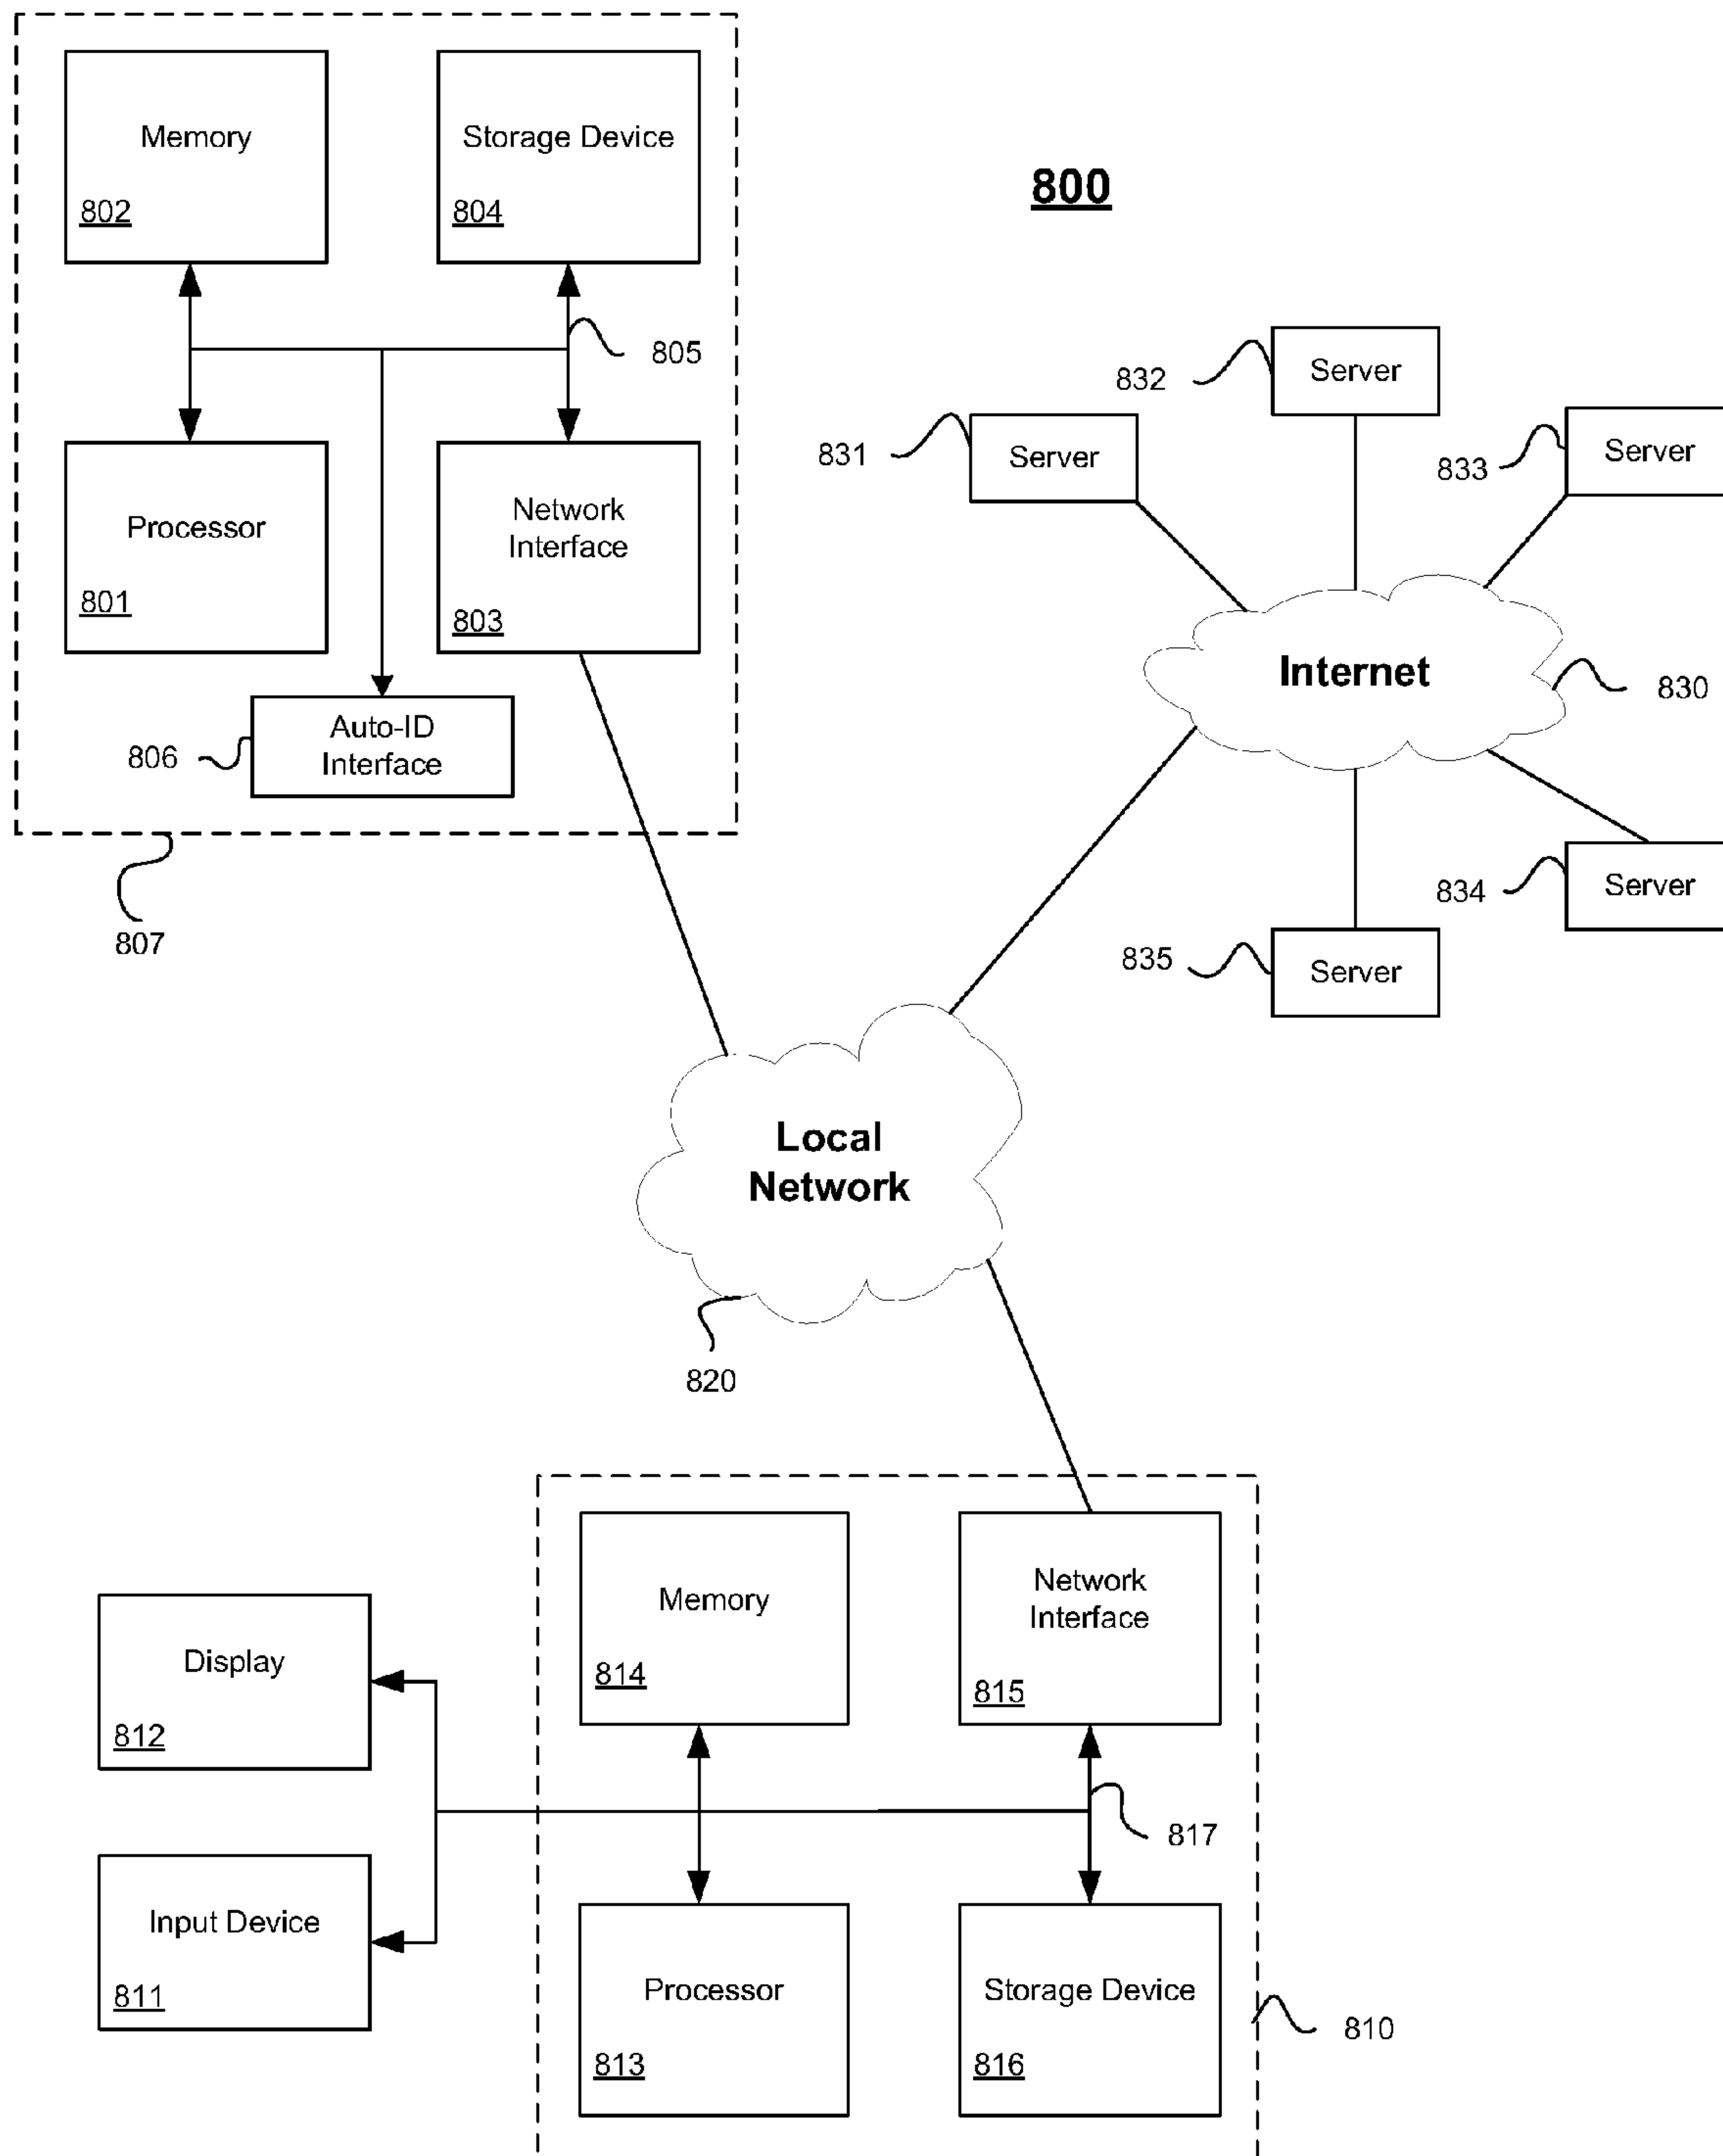 Memory
802
Storage Device
804
800
805
Processor
801
Network
Interface
803
Auto-ID
Interface
806
807
832
Server
831
Server
833
Server
Internet
830
834
Server
835
Server
Local
Network
820
Memory
814
Network
Interface
815
Display
812
817
Input Device
811
Processor
813
Storage Device
816
810